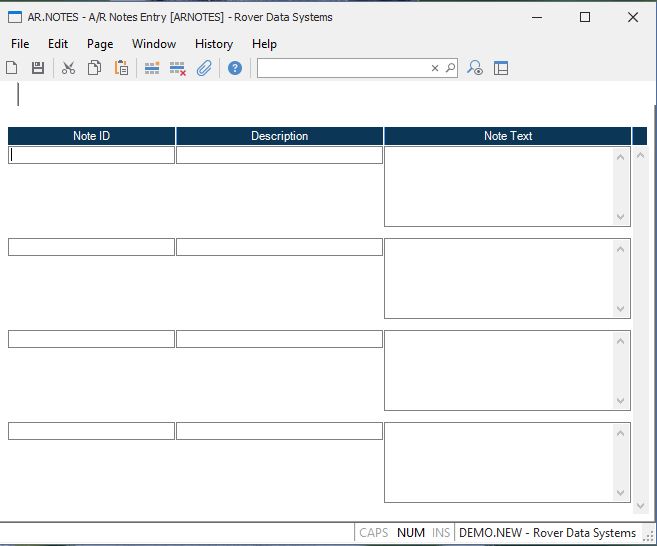 AR.NOTES - A/R Notes Entry [ARNOTES] - Rover Data Systems
File Edit Page Window History Help
Note ID Description Note Text
CAPS NUM INS DEMO.NEW - Rover Data Systems